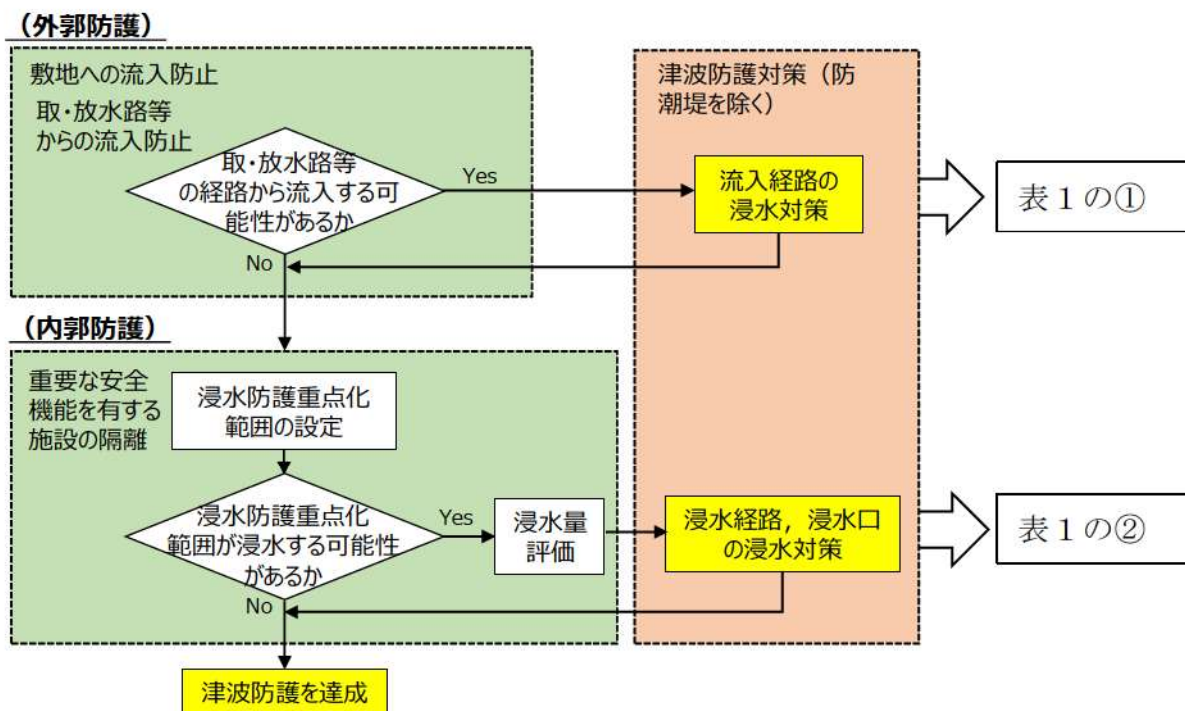 （外郭防護）
敷地への流入防止
取・放水路等
からの流入防止
取・放水路等
の経路から流入する可
能性があるか
Yes
No
津波防護対策（防
潮堤を除く）
流入経路の
浸水対策
表１の①
（内郭防護）
重要な安全
機能を有する
施設の隔離
浸水防護重点化
範囲の設定
浸水防護重点化
範囲が浸水する可能性
があるか
Yes
No
浸水量
評価
浸水経路，浸水口
の浸水対策
表１の②
津波防護を達成